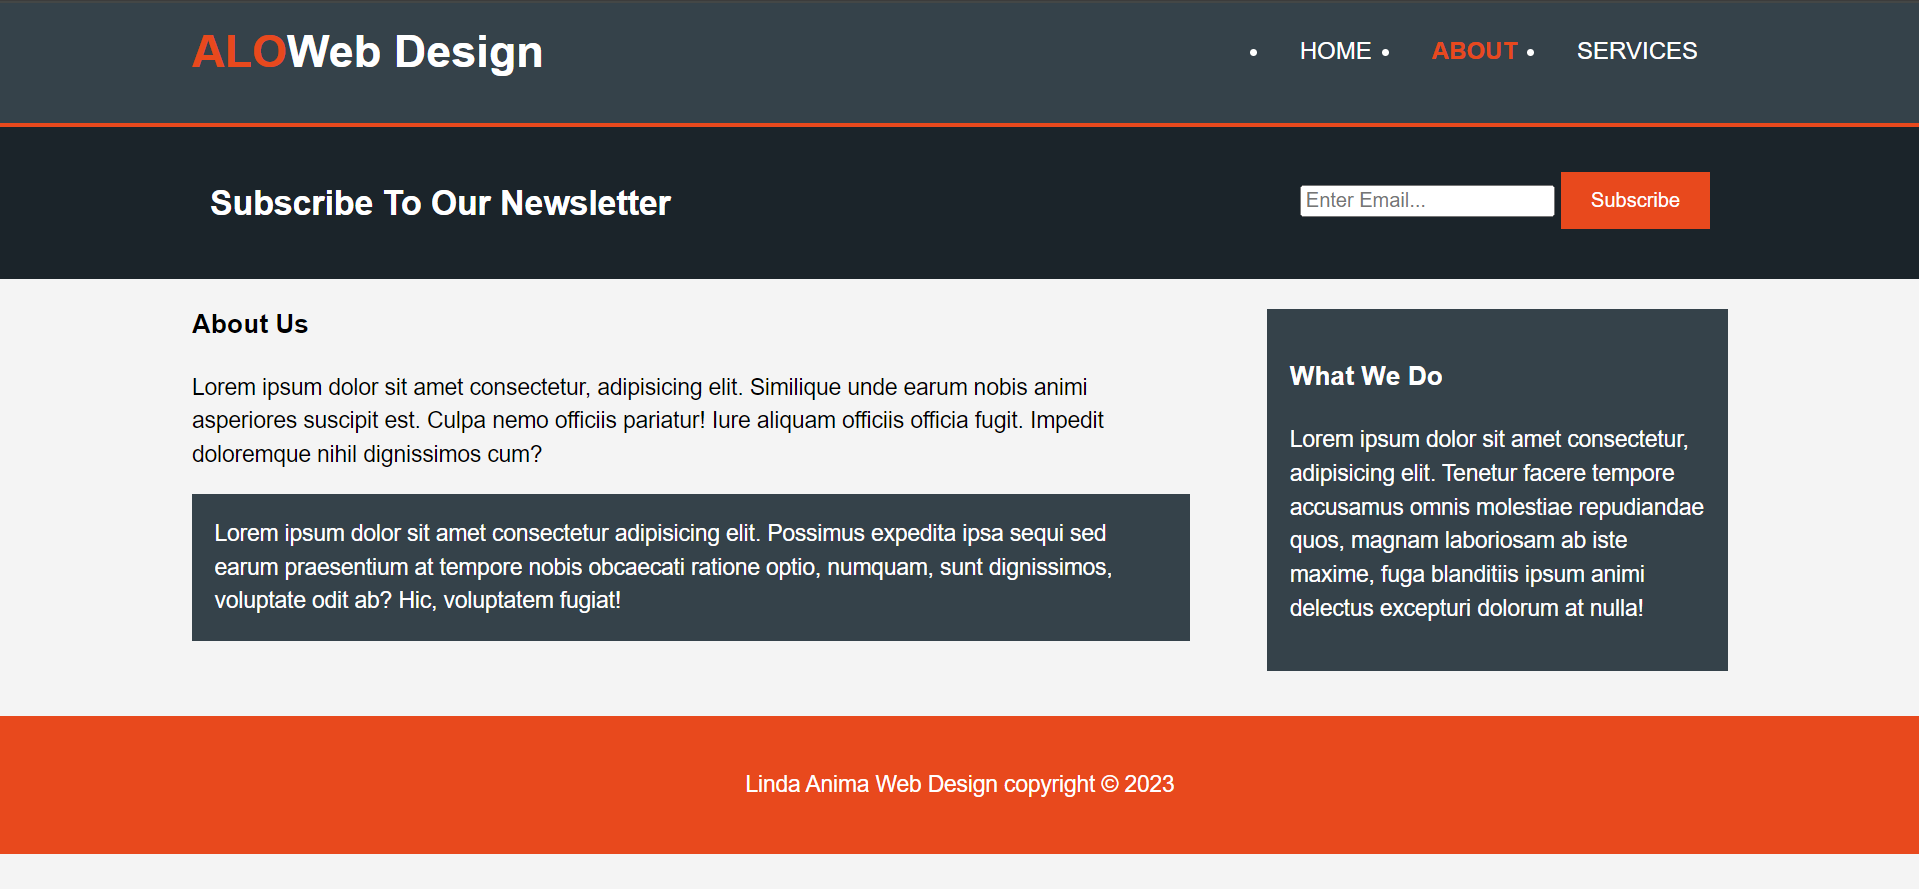 ALOWeb Design
• HOME • ABOUT • SERVICES
Subscribe To Our Newsletter
Enter Email... Subscribe
About Us
Lorem ipsum dolor sit amet consectetur, adipisicing elit. Similique unde earum nobis animi
asperiores suscipit est. Culpa nemo officiis pariatur! Iure aliquam officiis officia fugit. Impedit
doloremque nihil dignissimos cum?
Lorem ipsum dolor sit amet consectetur adipisicing elit. Possimus expedita ipsa sequi sed
earum praesentium at tempore nobis obcaecati ratione optio, numquam, sunt dignissimos,
voluptate odit ab? Hic, voluptatem fugiat!
What We Do
Lorem ipsum dolor sit amet consectetur,
adipisicing elit. Tenetur facere tempore
accusamus omnis molestiae repudiandae
quos, magnam laboriosam ab iste
maxime, fuga blanditiis ipsum animi
delectus excepturi dolorum at nulla!
Linda Anima Web Design copyright © 2023